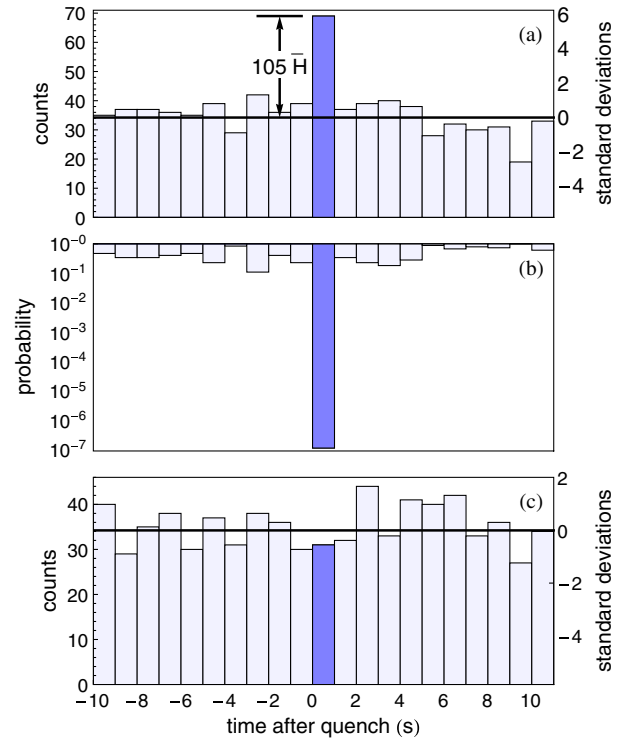 (a)
70
60
50
40
30
20
10
0
counts
105 H̅
6
4
2
0
−2
−4
standard deviations
(b)
10⁻⁰
10⁻¹
10⁻²
10⁻³
10⁻⁴
10⁻⁵
10⁻⁶
10⁻⁷
probability
(c)
40
30
20
10
0
counts
2
0
−2
−4
standard deviations
−10 −8 −6 −4 −2 0 2 4 6 8 10
time after quench (s)